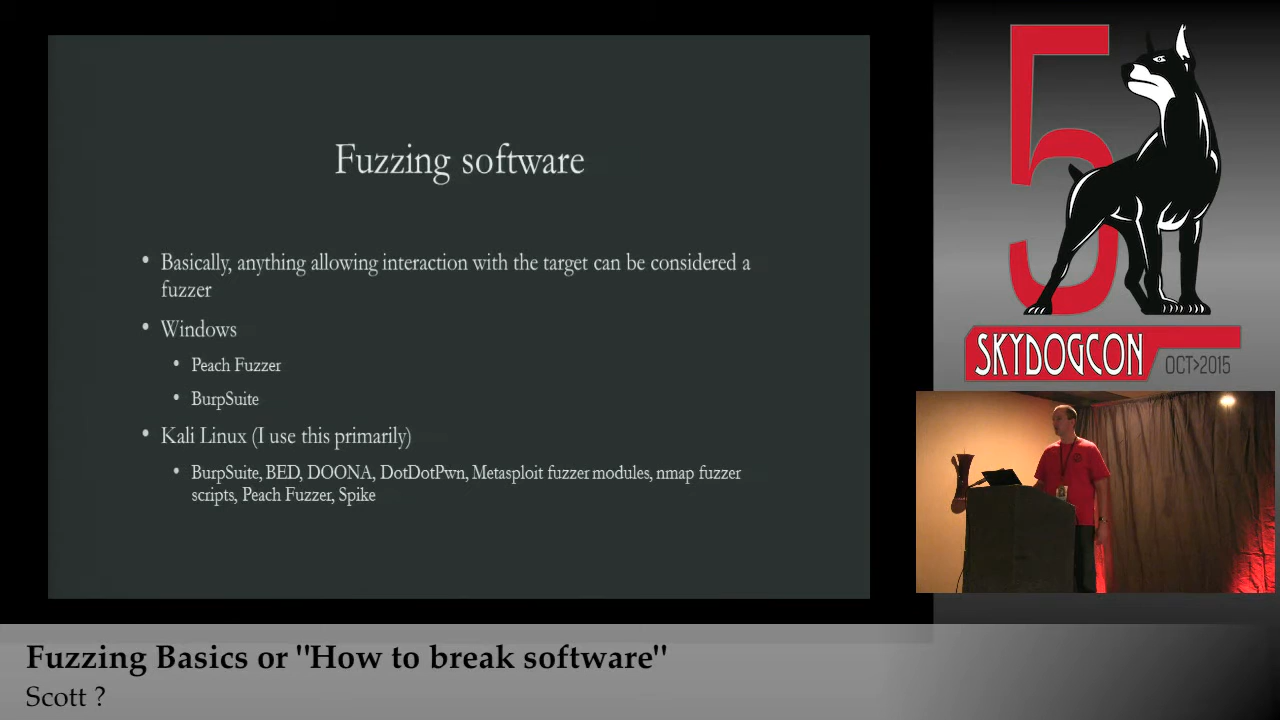 Fuzzing software
• Basically, anything allowing interaction with the target can be considered a
fuzzer
• Windows
• Peach Fuzzer
• BurpSuite
• Kali Linux (I use this primarily)
• BurpSuite, BED, DOONA, DotDotPwn, Metasploit fuzzer modules, nmap fuzzer
scripts, Peach Fuzzer, Spike
5
SKYDOGCON OCT>2015
Fuzzing Basics or "How to break software"
Scott ?